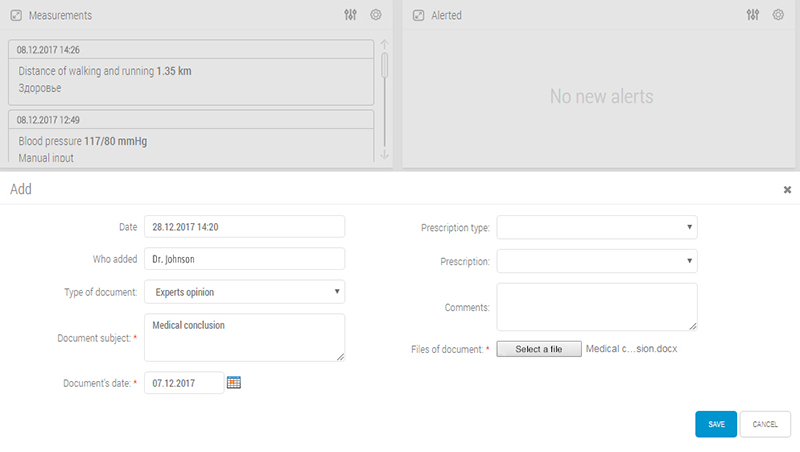 Measurements
Alerted
08.12.2017 14:26
Distance of walking and running 1.35 km
Здоровье
08.12.2017 12:49
Blood pressure 117/80 mmHg
Manual input
No new alerts
Add
Date
28.12.2017 14:20
Who added
Dr. Johnson
Type of document:
Experts opinion
Document subject: *
Medical conclusion
Document's date: *
07.12.2017
Prescription type:
Prescription:
Comments:
Files of document: *
Select a file
Medical c...sion.docx
SAVE
CANCEL